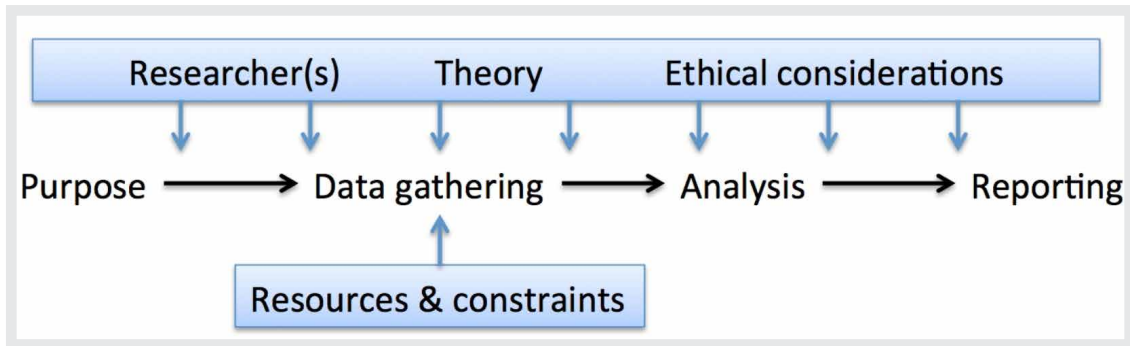 Researcher(s) Theory Ethical considerations
Purpose Data gathering Analysis Reporting
Resources & constraints